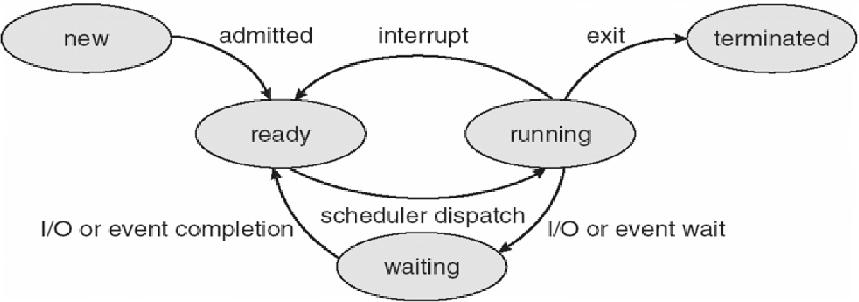 new
admitted
interrupt
exit
terminated
ready
running
scheduler dispatch
I/O or event completion
I/O or event wait
waiting